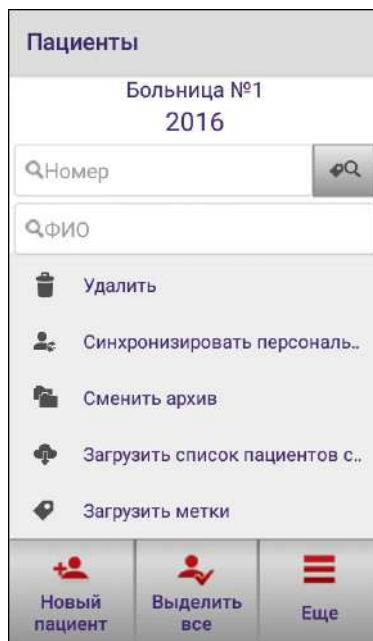 Пациенты
Больница №1
2016
Номер
ФИО
Удалить
Синхронизировать персональ..
Сменить архив
Загрузить список пациентов с..
Загрузить метки
Новый
пациент
Выделить
все
Еще